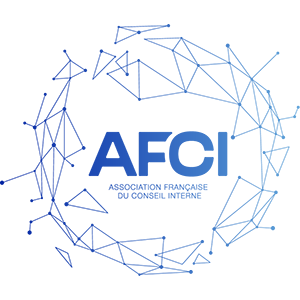 AFCI
ASSOCIATION FRANÇAISE
DU CONSEIL INTERNE